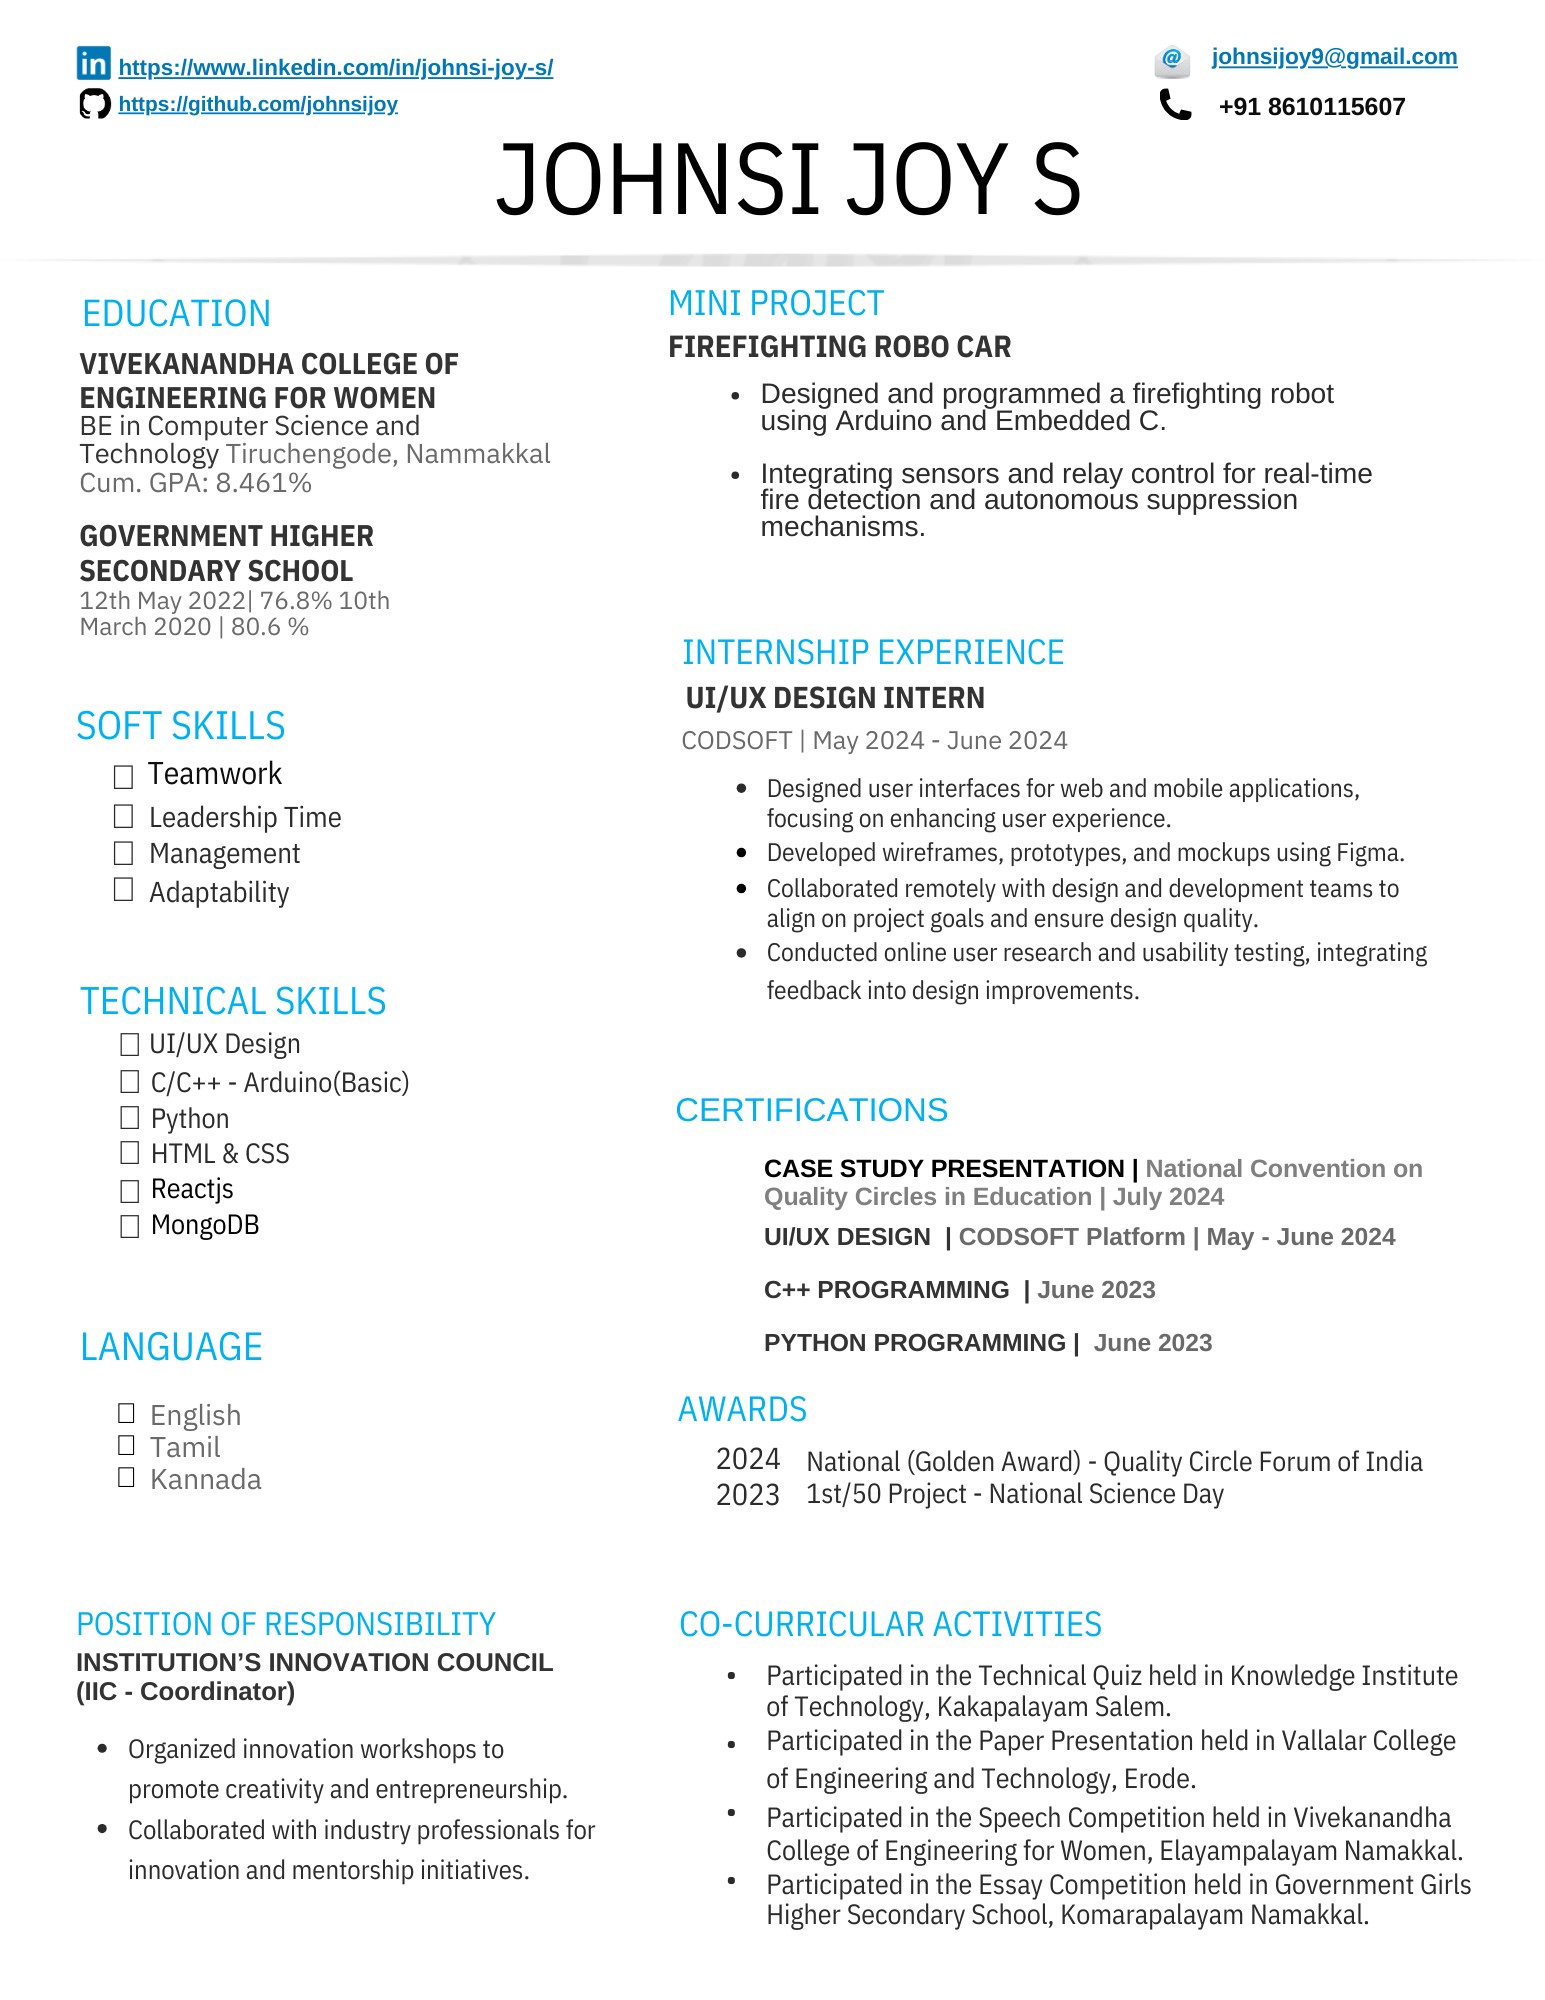 https://www.linkedin.com/in/johnsi-joy-s/
https://github.com/johnsijoy
johnsijoy9@gmail.com
+91 8610115607
JOHNSI JOY S
EDUCATION
VIVEKANANDHA COLLEGE OF
ENGINEERING FOR WOMEN
BE in Computer Science and
Technology Tiruchengode, Nammakkal
Cum. GPA: 8.461%
GOVERNMENT HIGHER
SECONDARY SCHOOL
12th May 2022| 76.8% 10th
March 2020 | 80.6 %
SOFT SKILLS
Teamwork
Leadership Time
Management
Adaptability
TECHNICAL SKILLS
UI/UX Design
C/C++ - Arduino(Basic)
Python
HTML & CSS
Reactjs
MongoDB
LANGUAGE
English
Tamil
Kannada
POSITION OF RESPONSIBILITY
INSTITUTION’S INNOVATION COUNCIL
(IIC - Coordinator)
• Organized innovation workshops to
promote creativity and entrepreneurship.
• Collaborated with industry professionals for
innovation and mentorship initiatives.
MINI PROJECT
FIREFIGHTING ROBO CAR
• Designed and programmed a firefighting robot
using Arduino and Embedded C.
• Integrating sensors and relay control for real-time
fire detection and autonomous suppression
mechanisms.
INTERNSHIP EXPERIENCE
UI/UX DESIGN INTERN
CODSOFT | May 2024 - June 2024
• Designed user interfaces for web and mobile applications,
focusing on enhancing user experience.
• Developed wireframes, prototypes, and mockups using Figma.
• Collaborated remotely with design and development teams to
align on project goals and ensure design quality.
• Conducted online user research and usability testing, integrating
feedback into design improvements.
CERTIFICATIONS
CASE STUDY PRESENTATION | National Convention on
Quality Circles in Education | July 2024
UI/UX DESIGN | CODSOFT Platform | May - June 2024
C++ PROGRAMMING | June 2023
PYTHON PROGRAMMING | June 2023
AWARDS
2024 National (Golden Award) - Quality Circle Forum of India
2023 1st/50 Project - National Science Day
CO-CURRICULAR ACTIVITIES
• Participated in the Technical Quiz held in Knowledge Institute
of Technology, Kakapalayam Salem.
• Participated in the Paper Presentation held in Vallalar College
of Engineering and Technology, Erode.
• Participated in the Speech Competition held in Vivekanandha
College of Engineering for Women, Elayampalayam Namakkal.
• Participated in the Essay Competition held in Government Girls
Higher Secondary School, Komarapalayam Namakkal.